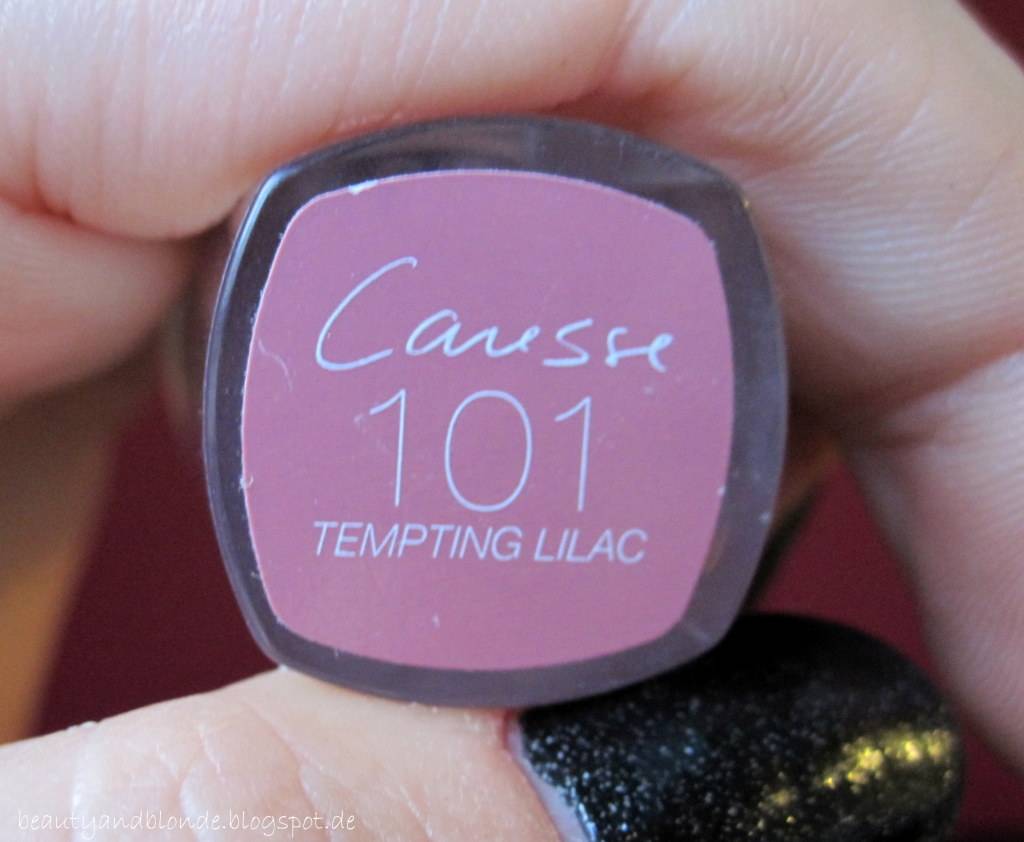 Caresse
101
TEMPTING LILAC
beautyandblonde.blogspot.de